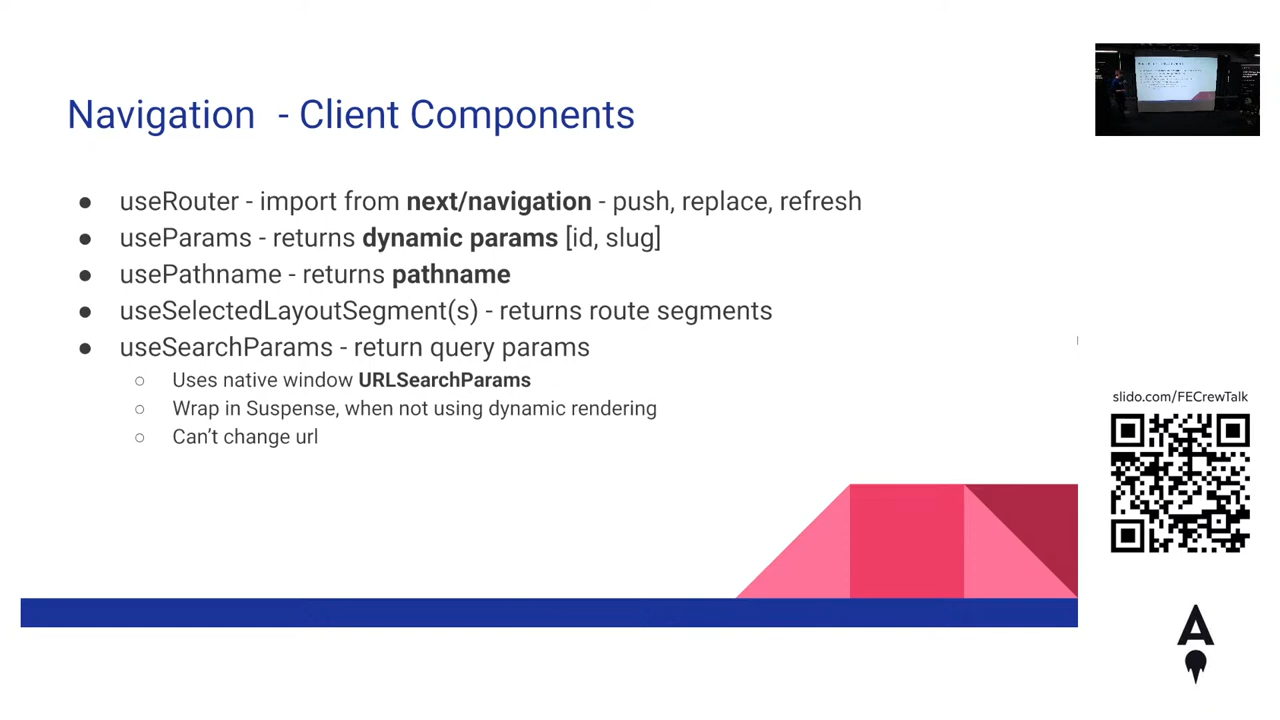 Navigation - Client Components
● useRouter - import from next/navigation - push, replace, refresh
● useParams - returns dynamic params [id, slug]
● usePathname - returns pathname
● useSelectedLayoutSegment(s) - returns route segments
● useSearchParams - return query params
○ Uses native window URLSearchParams
○ Wrap in Suspense, when not using dynamic rendering
○ Can't change url
slido.com/FECrewTalk